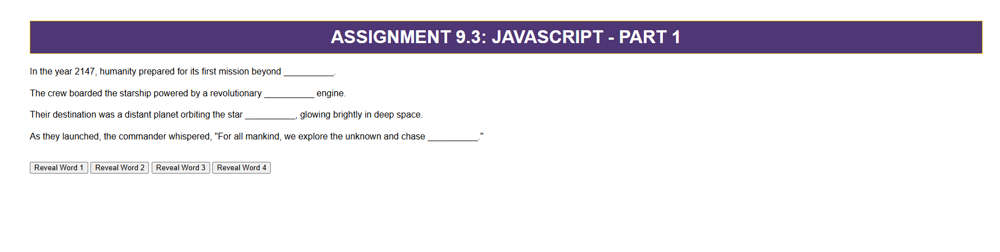 ASSIGNMENT 9.3: JAVASCRIPT - PART 1
In the year 2147, humanity prepared for its first mission beyond __________.
The crew boarded the starship powered by a revolutionary __________ engine.
Their destination was a distant planet orbiting the star __________, glowing brightly in deep space.
As they launched, the commander whispered, "For all mankind, we explore the unknown and chase __________."
Reveal Word 1 Reveal Word 2 Reveal Word 3 Reveal Word 4